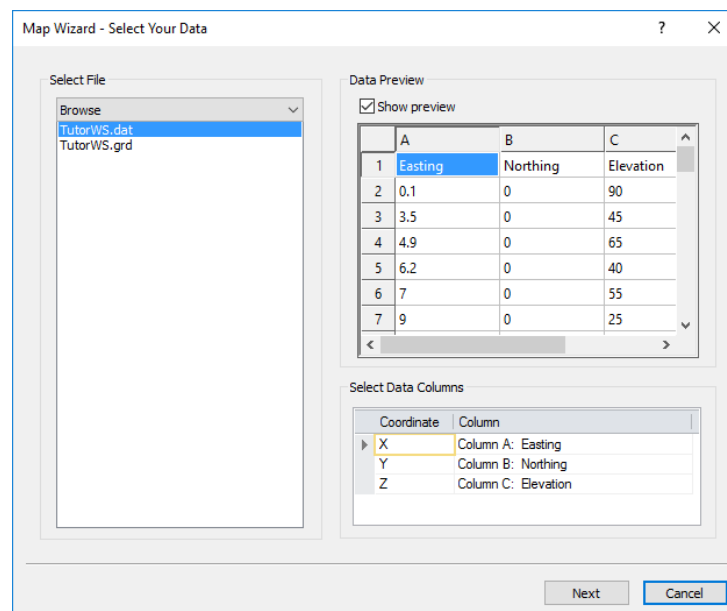 Map Wizard - Select Your Data ? X
Select File
Browse
TutorWS.dat
TutorWS.grd
Data Preview
Show preview
A B C
1 Easting Northing Elevation
2 0.1 0 90
3 3.5 0 45
4 4.9 0 65
5 6.2 0 40
6 7 0 55
7 9 0 25
Select Data Columns
Coordinate Column
X Column A: Easting
Y Column B: Northing
Z Column C: Elevation
Next Cancel